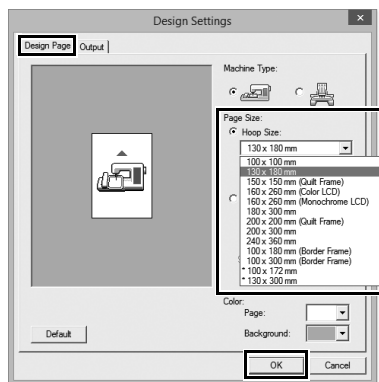 Design Settings
Design Page
Output
Machine Type:
Page Size:
Hoop Size:
130 x 180 mm
100 x 100 mm
130 x 180 mm
150 x 150 mm (Quilt Frame)
160 x 260 mm (Color LCD)
160 x 260 mm (Monochrome LCD)
180 x 300 mm
200 x 200 mm (Quilt Frame)
200 x 300 mm
240 x 360 mm
100 x 180 mm (Border Frame)
100 x 300 mm (Border Frame)
* 100 x 172 mm
* 130 x 300 mm
Color:
Page:
Background:
Default
OK
Cancel